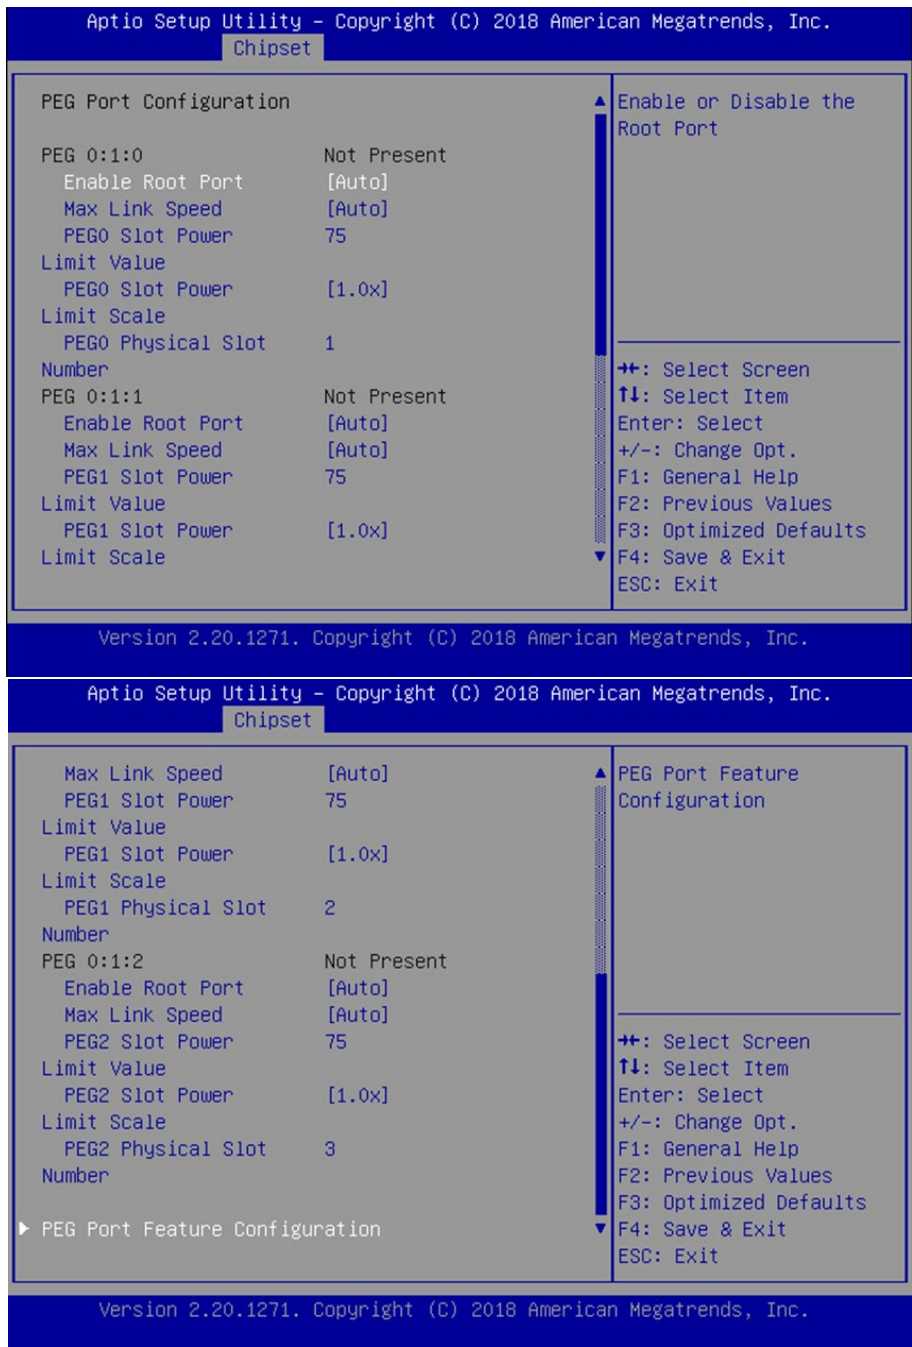 Aptio Setup Utility – Copyright (C) 2018 American Megatrends, Inc.
Chipset
PEG Port Configuration
PEG 0:1:0 Not Present
Enable Root Port [Auto]
Max Link Speed [Auto]
PEG0 Slot Power 75
Limit Value
PEG0 Slot Power [1.0x]
Limit Scale
PEG0 Physical Slot 1
Number
PEG 0:1:1 Not Present
Enable Root Port [Auto]
Max Link Speed [Auto]
PEG1 Slot Power 75
Limit Value
PEG1 Slot Power [1.0x]
Limit Scale
Enable or Disable the
Root Port
→←: Select Screen
↑↓: Select Item
Enter: Select
+/-: Change Opt.
F1: General Help
F2: Previous Values
F3: Optimized Defaults
F4: Save & Exit
ESC: Exit
Version 2.20.1271. Copyright (C) 2018 American Megatrends, Inc.
Aptio Setup Utility – Copyright (C) 2018 American Megatrends, Inc.
Chipset
Max Link Speed [Auto]
PEG1 Slot Power 75
Limit Value
PEG1 Slot Power [1.0x]
Limit Scale
PEG1 Physical Slot 2
Number
PEG 0:1:2 Not Present
Enable Root Port [Auto]
Max Link Speed [Auto]
PEG2 Slot Power 75
Limit Value
PEG2 Slot Power [1.0x]
Limit Scale
PEG2 Physical Slot 3
Number
PEG Port Feature Configuration
PEG Port Feature
Configuration
→←: Select Screen
↑↓: Select Item
Enter: Select
+/-: Change Opt.
F1: General Help
F2: Previous Values
F3: Optimized Defaults
F4: Save & Exit
ESC: Exit
Version 2.20.1271. Copyright (C) 2018 American Megatrends, Inc.